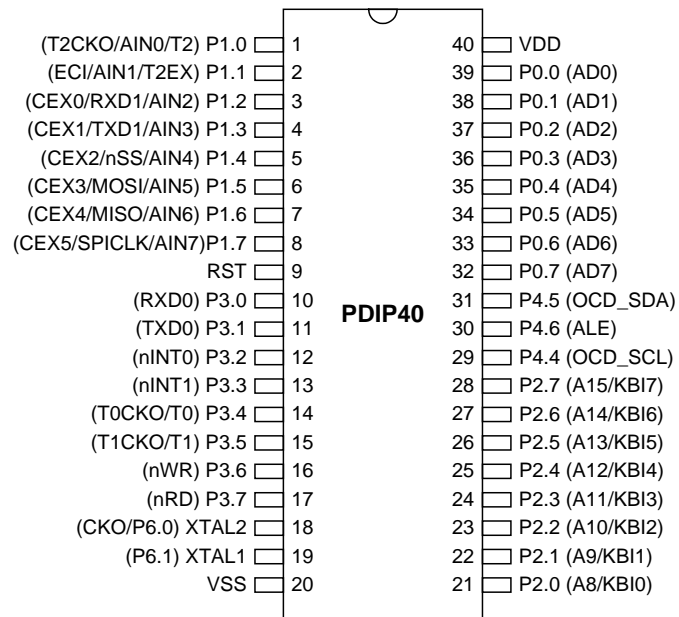 (T2CKO/AIN0/T2) P1.0 1 40 VDD
(ECI/AIN1/T2EX) P1.1 2 39 P0.0 (AD0)
(CEX0/RXD1/AIN2) P1.2 3 38 P0.1 (AD1)
(CEX1/TXD1/AIN3) P1.3 4 37 P0.2 (AD2)
(CEX2/nSS/AIN4) P1.4 5 36 P0.3 (AD3)
(CEX3/MOSI/AIN5) P1.5 6 35 P0.4 (AD4)
(CEX4/MISO/AIN6) P1.6 7 34 P0.5 (AD5)
(CEX5/SPICLK/AIN7)P1.7 8 33 P0.6 (AD6)
RST 9 32 P0.7 (AD7)
(RXD0) P3.0 10 31 P4.5 (OCD_SDA)
PDIP40
(TXD0) P3.1 11 30 P4.6 (ALE)
(nINT0) P3.2 12 29 P4.4 (OCD_SCL)
(nINT1) P3.3 13 28 P2.7 (A15/KBI7)
(T0CKO/T0) P3.4 14 27 P2.6 (A14/KBI6)
(T1CKO/T1) P3.5 15 26 P2.5 (A13/KBI5)
(nWR) P3.6 16 25 P2.4 (A12/KBI4)
(nRD) P3.7 17 24 P2.3 (A11/KBI3)
(CKO/P6.0) XTAL2 18 23 P2.2 (A10/KBI2)
(P6.1) XTAL1 19 22 P2.1 (A9/KBI1)
VSS 20 21 P2.0 (A8/KBI0)